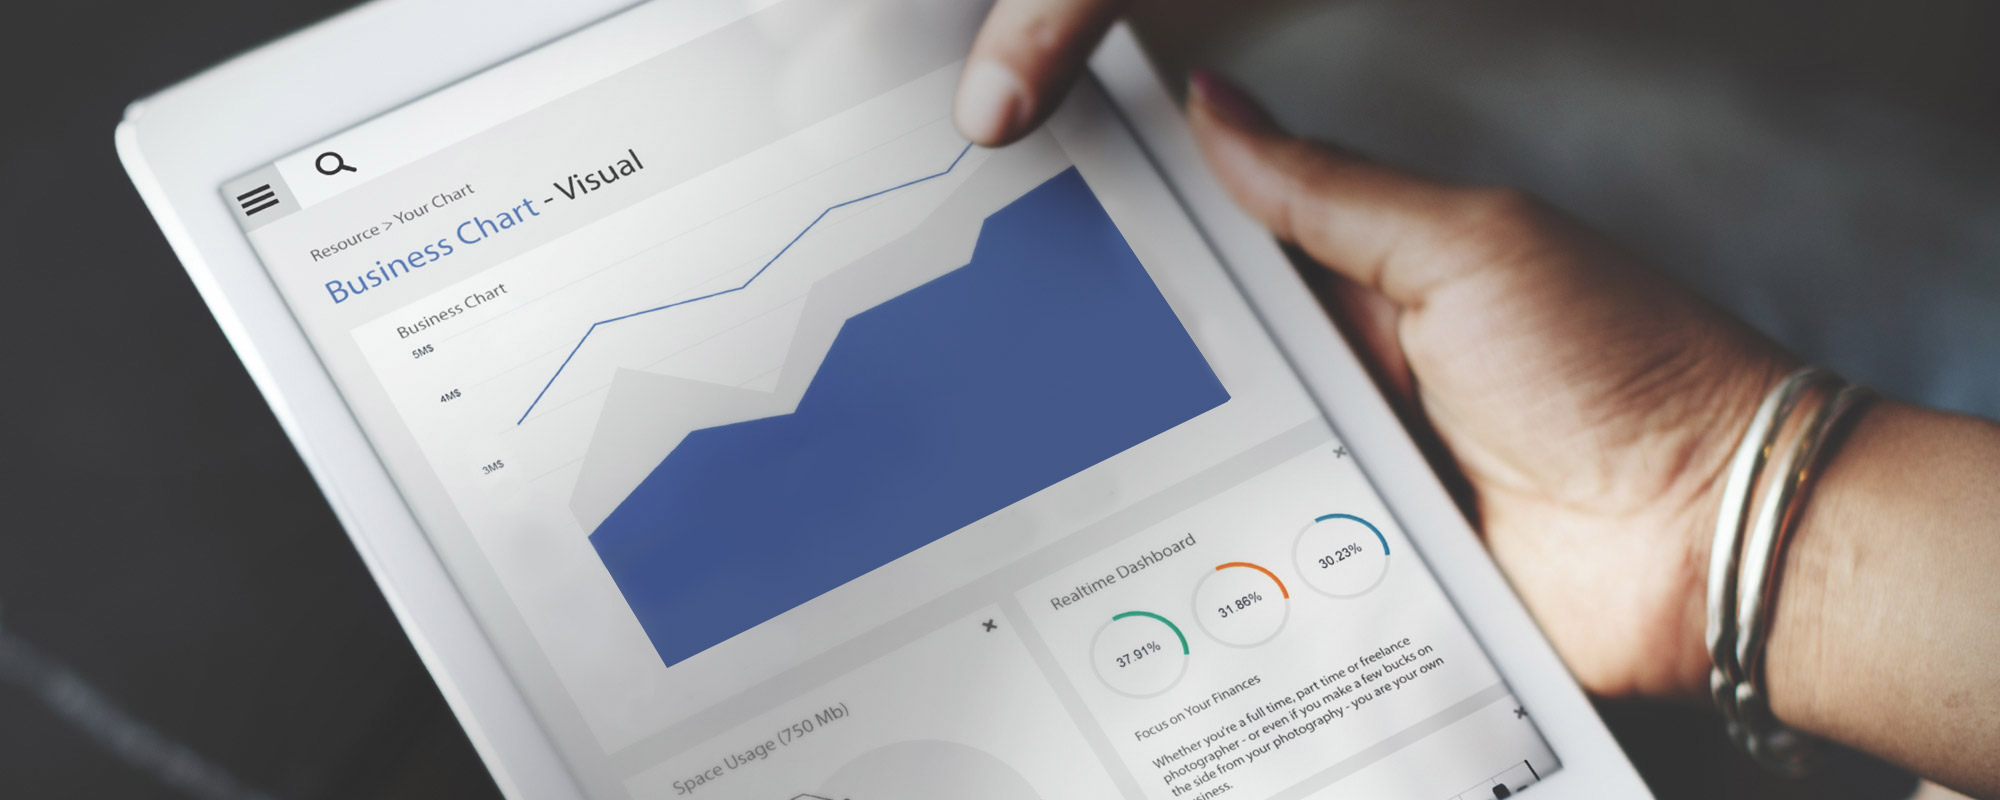 Resource > Your Chart
Business Chart - Visual
Business Chart
5M$
4M$
3M$
Realtime Dashboard
37.91%
31.86%
30.23%
Focus on Your Finances
Whether you're a full time, part time or freelance
photographer - or even if you make a few bucks on
the side from your photography - you are your own
Space Usage (750 Mb)